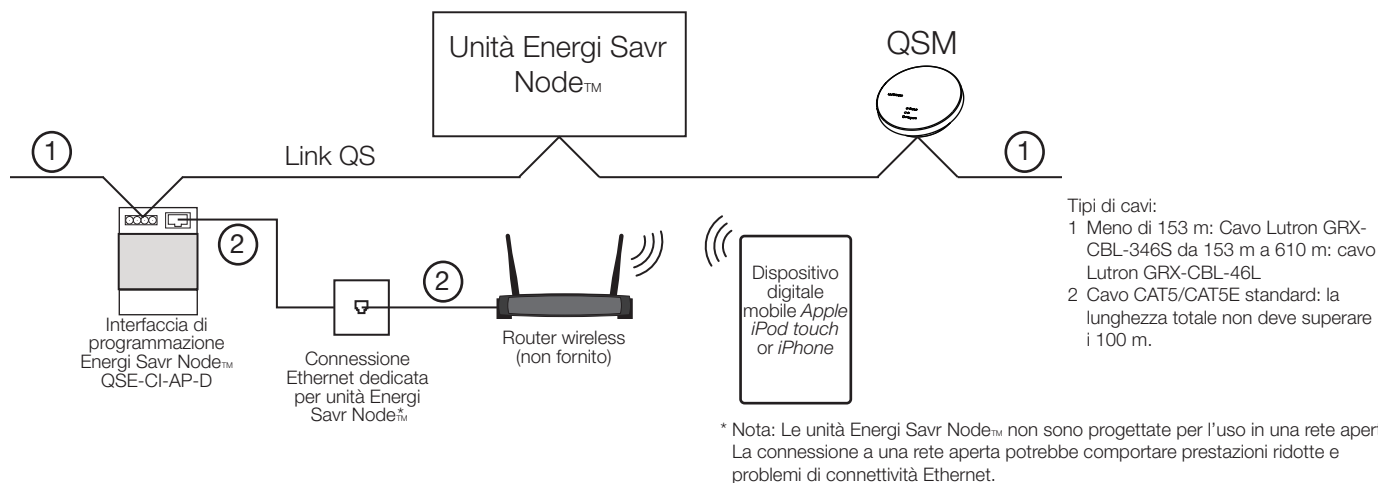 Unità Energi Savr
Node™
QSM
1
Link QS
1
2
2
Interfaccia di
programmazione
Energi Savr Node™
QSE-CI-AP-D
Connessione
Ethernet dedicata
per unità Energi
Savr Node™*
Router wireless
(non fornito)
Dispositivo
digitale
mobile Apple
iPod touch
or iPhone
Tipi di cavi:
1 Meno di 153 m: Cavo Lutron GRX-
CBL-346S da 153 m a 610 m: cavo
Lutron GRX-CBL-46L
2 Cavo CAT5/CAT5E standard: la
lunghezza totale non deve superare
i 100 m.
* Nota: Le unità Energi Savr Node™ non sono progettate per l'uso in una rete apert
La connessione a una rete aperta potrebbe comportare prestazioni ridotte e
problemi di connettività Ethernet.